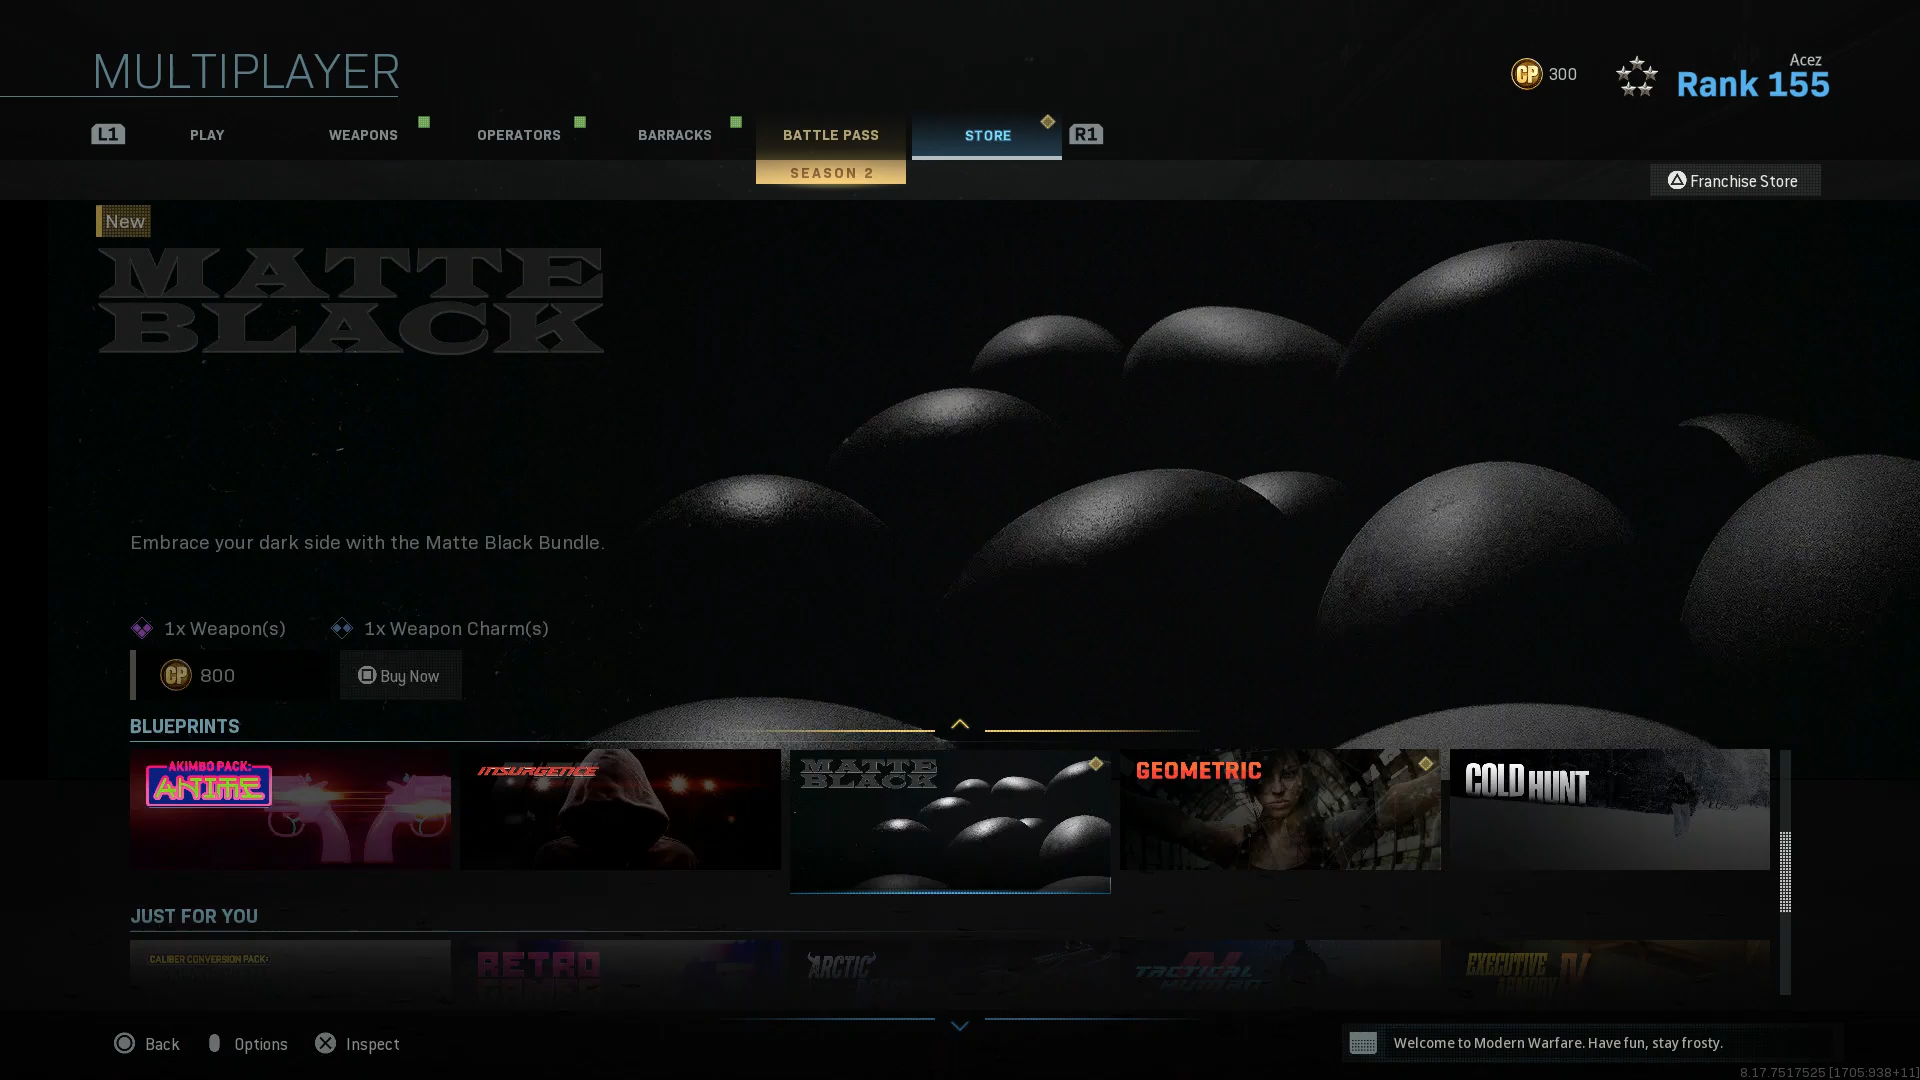 MULTIPLAYER
CP 300
Acez
Rank 155
L1
PLAY
WEAPONS
OPERATORS
BARRACKS
BATTLE PASS
STORE
R1
SEASON 2
Franchise Store
New
MATTE
BLACK
Embrace your dark side with the Matte Black Bundle.
1x Weapon(s)
1x Weapon Charm(s)
CP 800
Buy Now
BLUEPRINTS
AKIMBO PACK:
ANIME
INSURGENCE
MATTE
BLACK
GEOMETRIC
COLD HUNT
JUST FOR YOU
CALIBER CONVERSION PACK:
RETRO
ARCTIC
TACTICAL
IV
EXECUTIVE
ARMORY
IV
Back
Options
Inspect
Welcome to Modern Warfare. Have fun, stay frosty.
8.17.7517525 [1705:938+11]